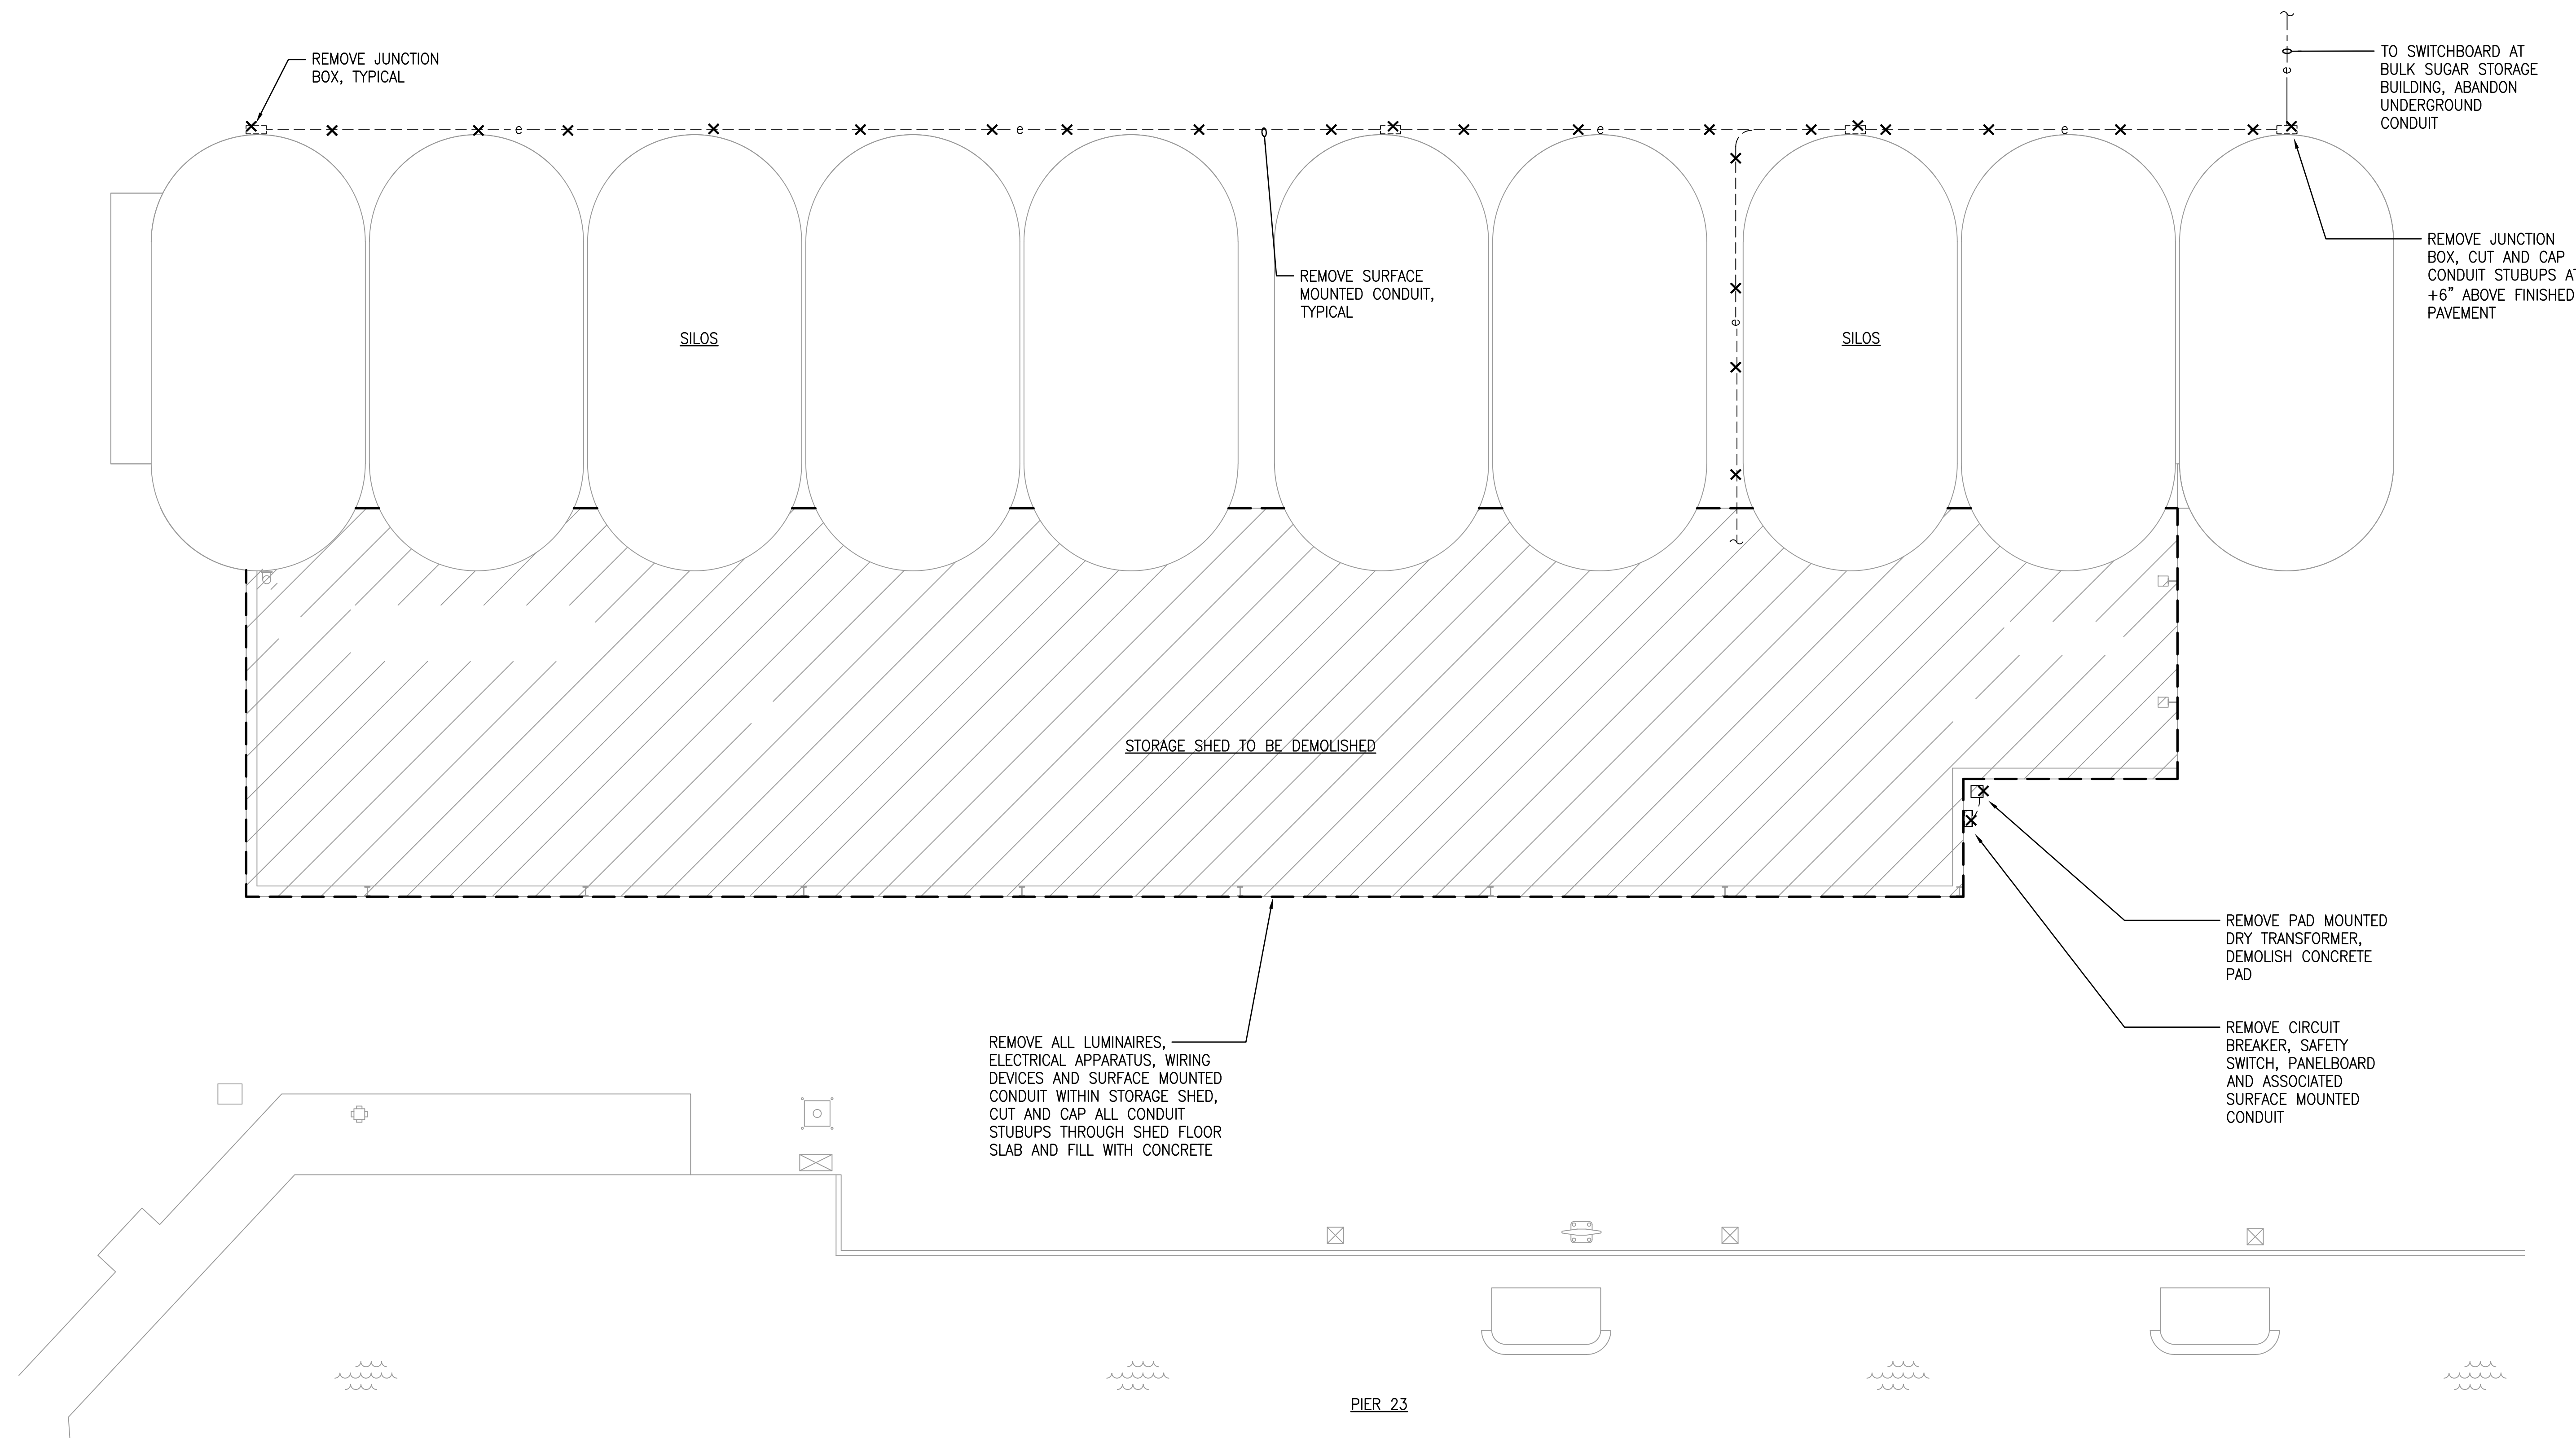 REMOVE JUNCTION
BOX, TYPICAL
TO SWITCHBOARD AT
BULK SUGAR STORAGE
BUILDING, ABANDON
UNDERGROUND
CONDUIT
e
e
e
e
e
REMOVE JUNCTION
BOX, CUT AND CAP
CONDUIT STUBUPS AT
+6" ABOVE FINISHED
PAVEMENT
REMOVE SURFACE
MOUNTED CONDUIT,
TYPICAL
e
SILOS
SILOS
STORAGE SHED TO BE DEMOLISHED
REMOVE PAD MOUNTED
DRY TRANSFORMER,
DEMOLISH CONCRETE
PAD
REMOVE CIRCUIT
BREAKER, SAFETY
SWITCH, PANELBOARD
AND ASSOCIATED
SURFACE MOUNTED
CONDUIT
REMOVE ALL LUMINAIRES,
ELECTRICAL APPARATUS, WIRING
DEVICES AND SURFACE MOUNTED
CONDUIT WITHIN STORAGE SHED,
CUT AND CAP ALL CONDUIT
STUBUPS THROUGH SHED FLOOR
SLAB AND FILL WITH CONCRETE
PIER 23